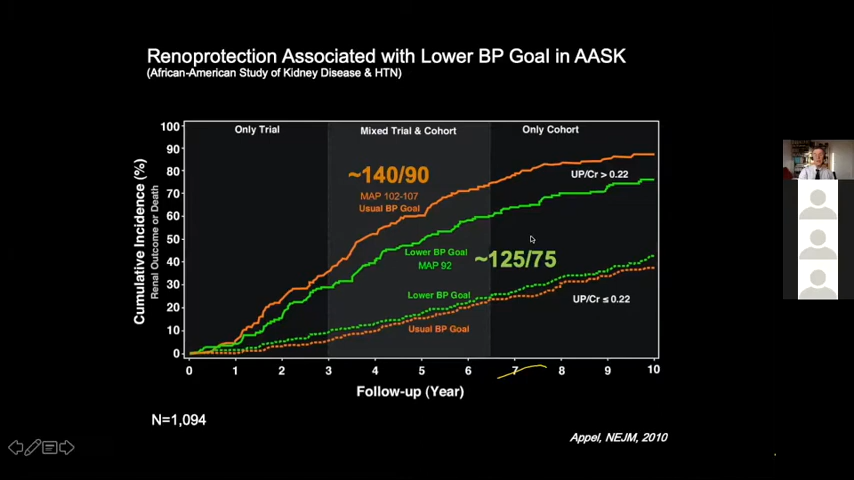 Renoprotection Associated with Lower BP Goal in AASK
(African-American Study of Kidney Disease & HTN)
Only Trial
Mixed Trial & Cohort
Only Cohort
Cumulative Incidence (%)
Renal Outcome or Death
100
90
80
70
60
50
40
30
20
10
0
~140/90
MAP 102-107
Usual BP Goal
UP/Cr > 0.22
Lower BP Goal
MAP 92
~125/75
Lower BP Goal
UP/Cr ≤ 0.22
Usual BP Goal
0 1 2 3 4 5 6 7 8 9 10
Follow-up (Year)
N=1,094
Appel, NEJM, 2010